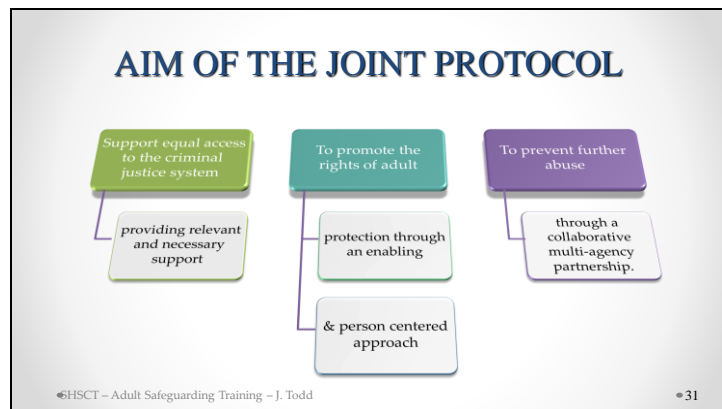 AIM OF THE JOINT PROTOCOL
Support equal access
to the criminal
justice system
providing relevant
and necessary
support
To promote the
rights of adult
protection through
an enabling
& person centered
approach
To prevent further
abuse
through a
collaborative
multi-agency
partnership.
SHSCT – Adult Safeguarding Training – J. Todd
31